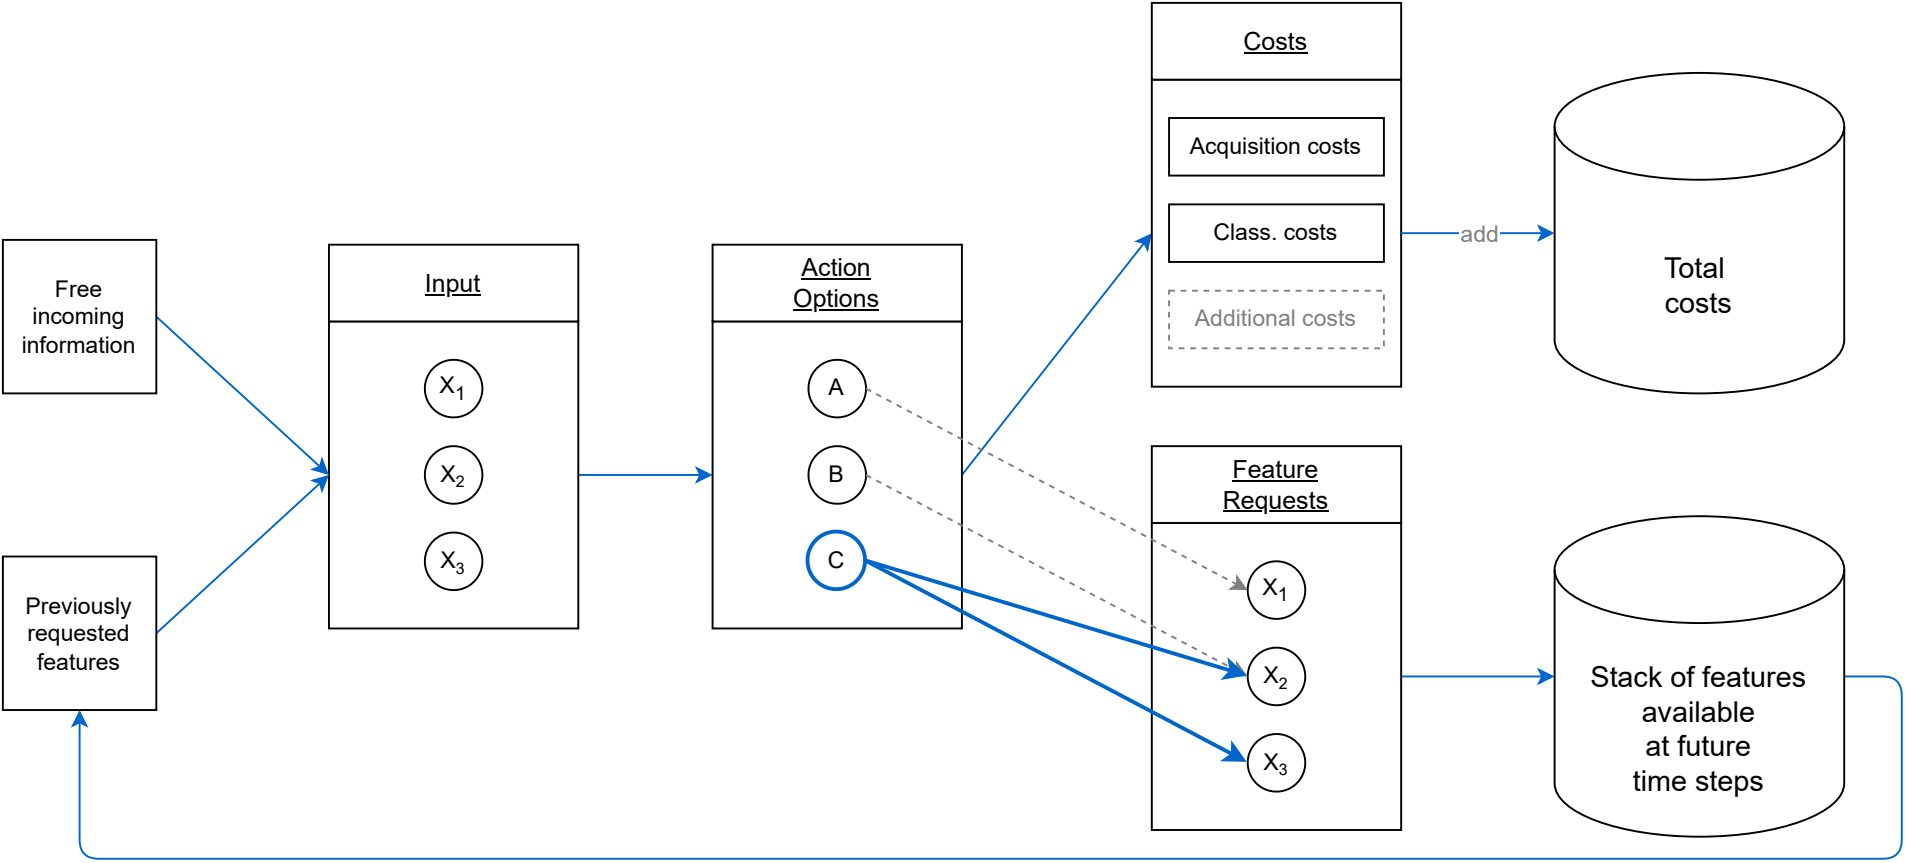 Free
incoming
information
Previously
requested
features
Input
X1
X2
X3
Action
Options
A
B
C
Costs
Acquisition costs
Class. costs
Additional costs
add
Total
costs
Feature
Requests
X1
X2
X3
Stack of features
available
at future
time steps